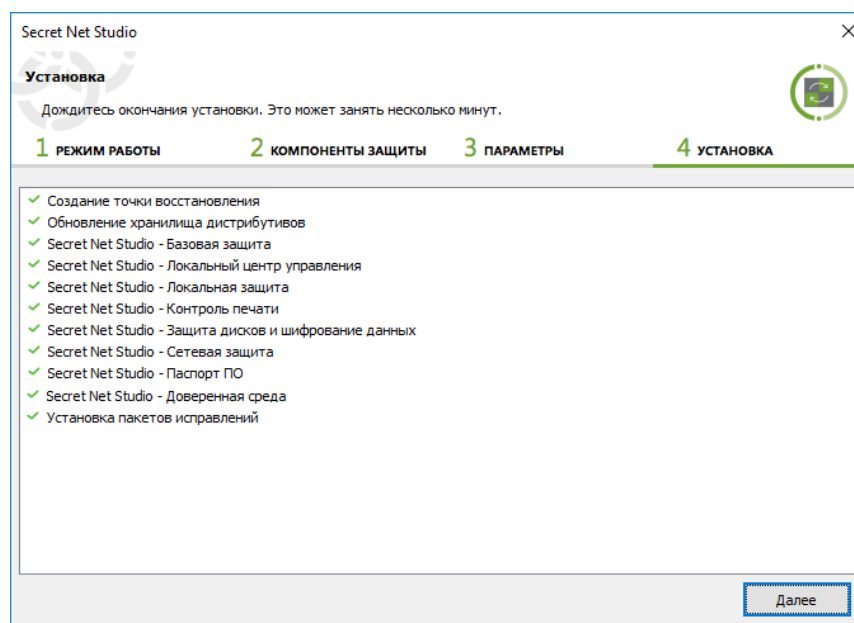 Secret Net Studio
Установка
Дождитесь окончания установки. Это может занять несколько минут.
1 РЕЖИМ РАБОТЫ 2 КОМПОНЕНТЫ ЗАЩИТЫ 3 ПАРАМЕТРЫ 4 УСТАНОВКА
Создание точки восстановления
Обновление хранилища дистрибутивов
Secret Net Studio - Базовая защита
Secret Net Studio - Локальный центр управления
Secret Net Studio - Локальная защита
Secret Net Studio - Контроль печати
Secret Net Studio - Защита дисков и шифрование данных
Secret Net Studio - Сетевая защита
Secret Net Studio - Паспорт ПО
Secret Net Studio - Доверенная среда
Установка пакетов исправлений
Далее